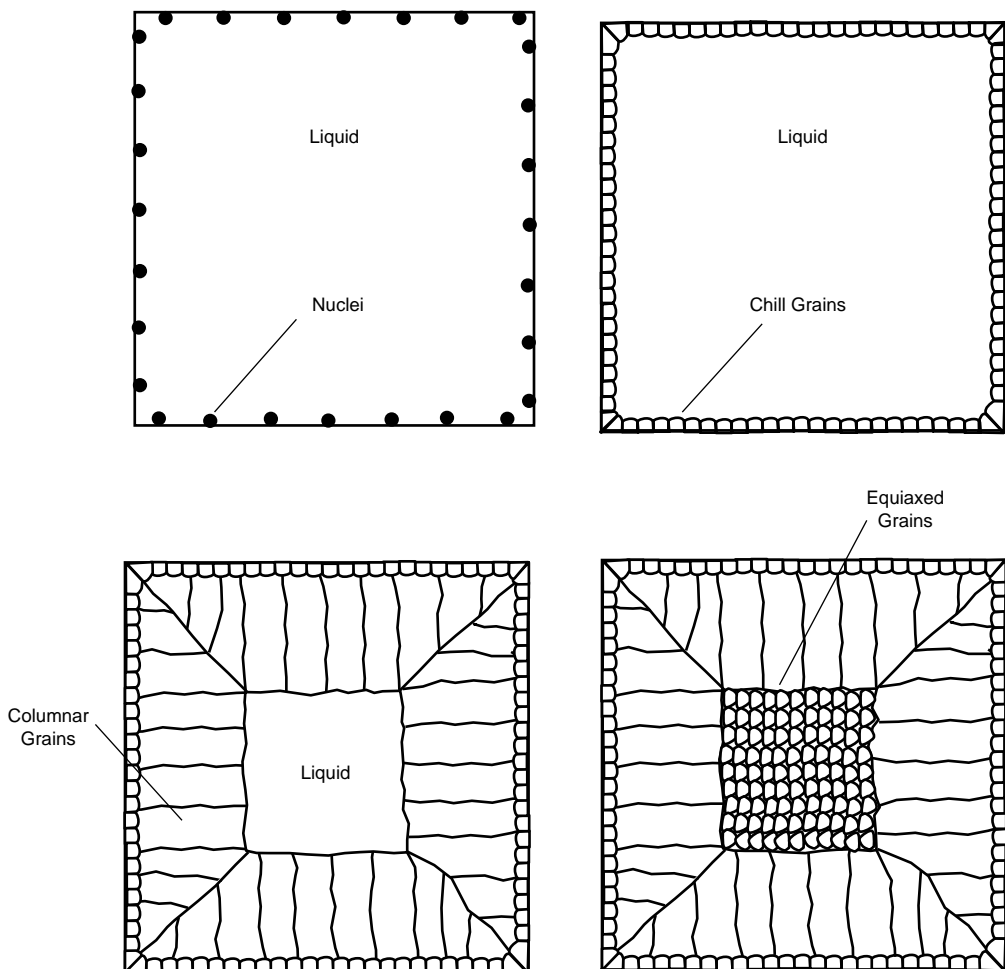 Liquid
Liquid
Nuclei
Chill Grains
Equiaxed
Grains
Columnar
Grains
Liquid